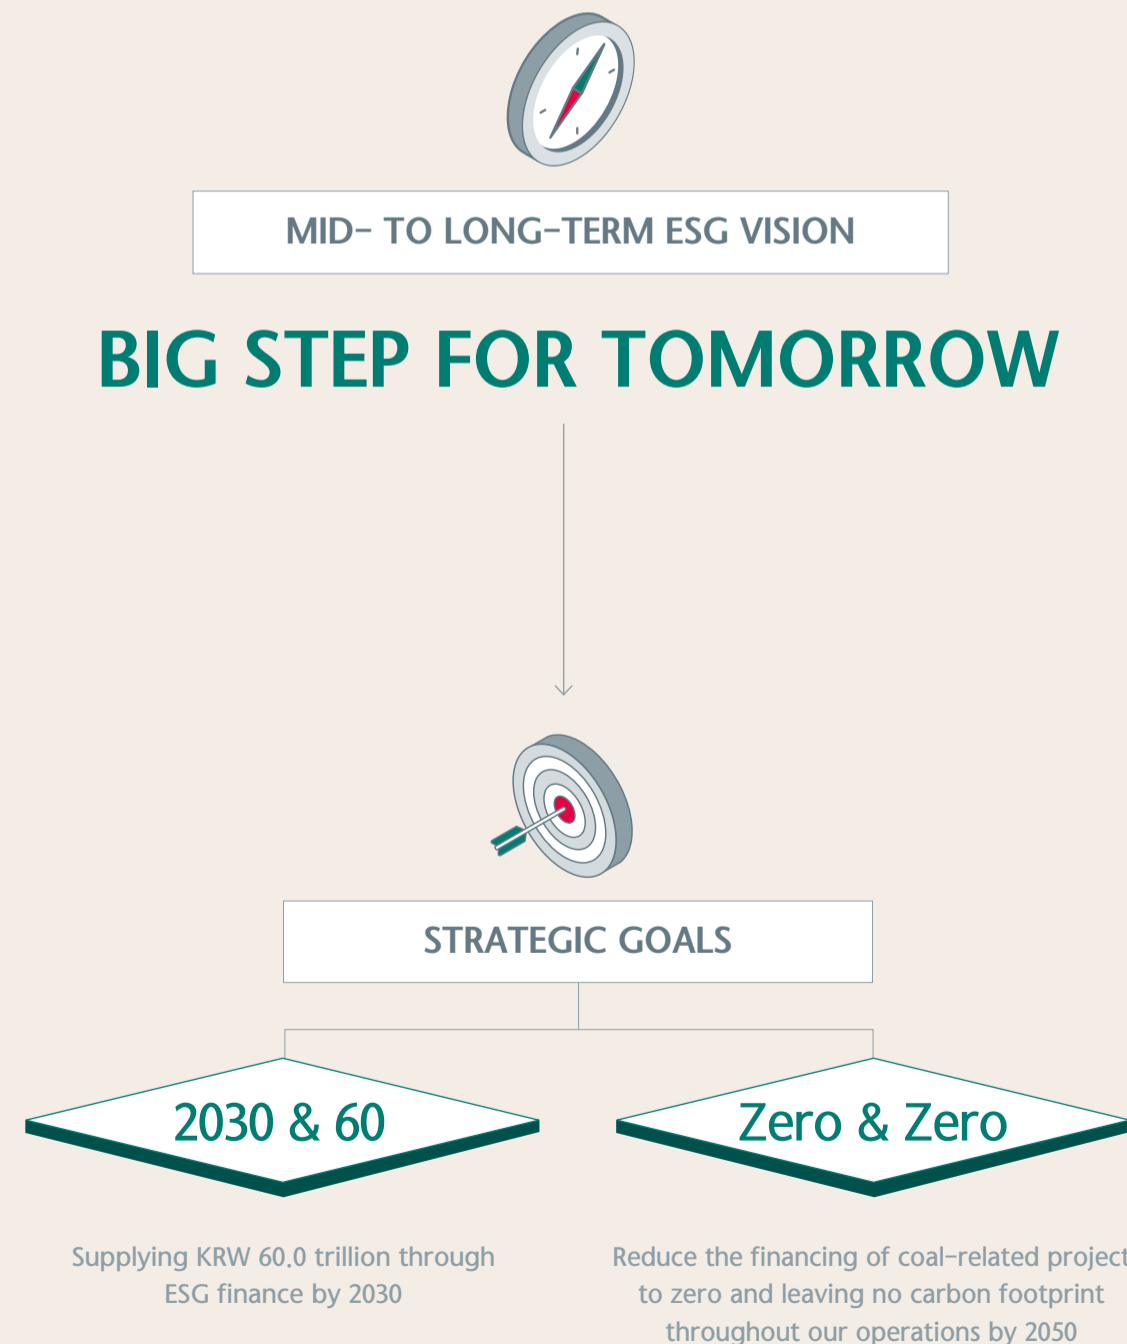 MID- TO LONG-TERM ESG VISION
BIG STEP FOR TOMORROW
STRATEGIC GOALS
2030 & 60
Supplying KRW 60.0 trillion through
ESG finance by 2030
Zero & Zero
Reduce the financing of coal-related project
to zero and leaving no carbon footprint
throughout our operations by 2050